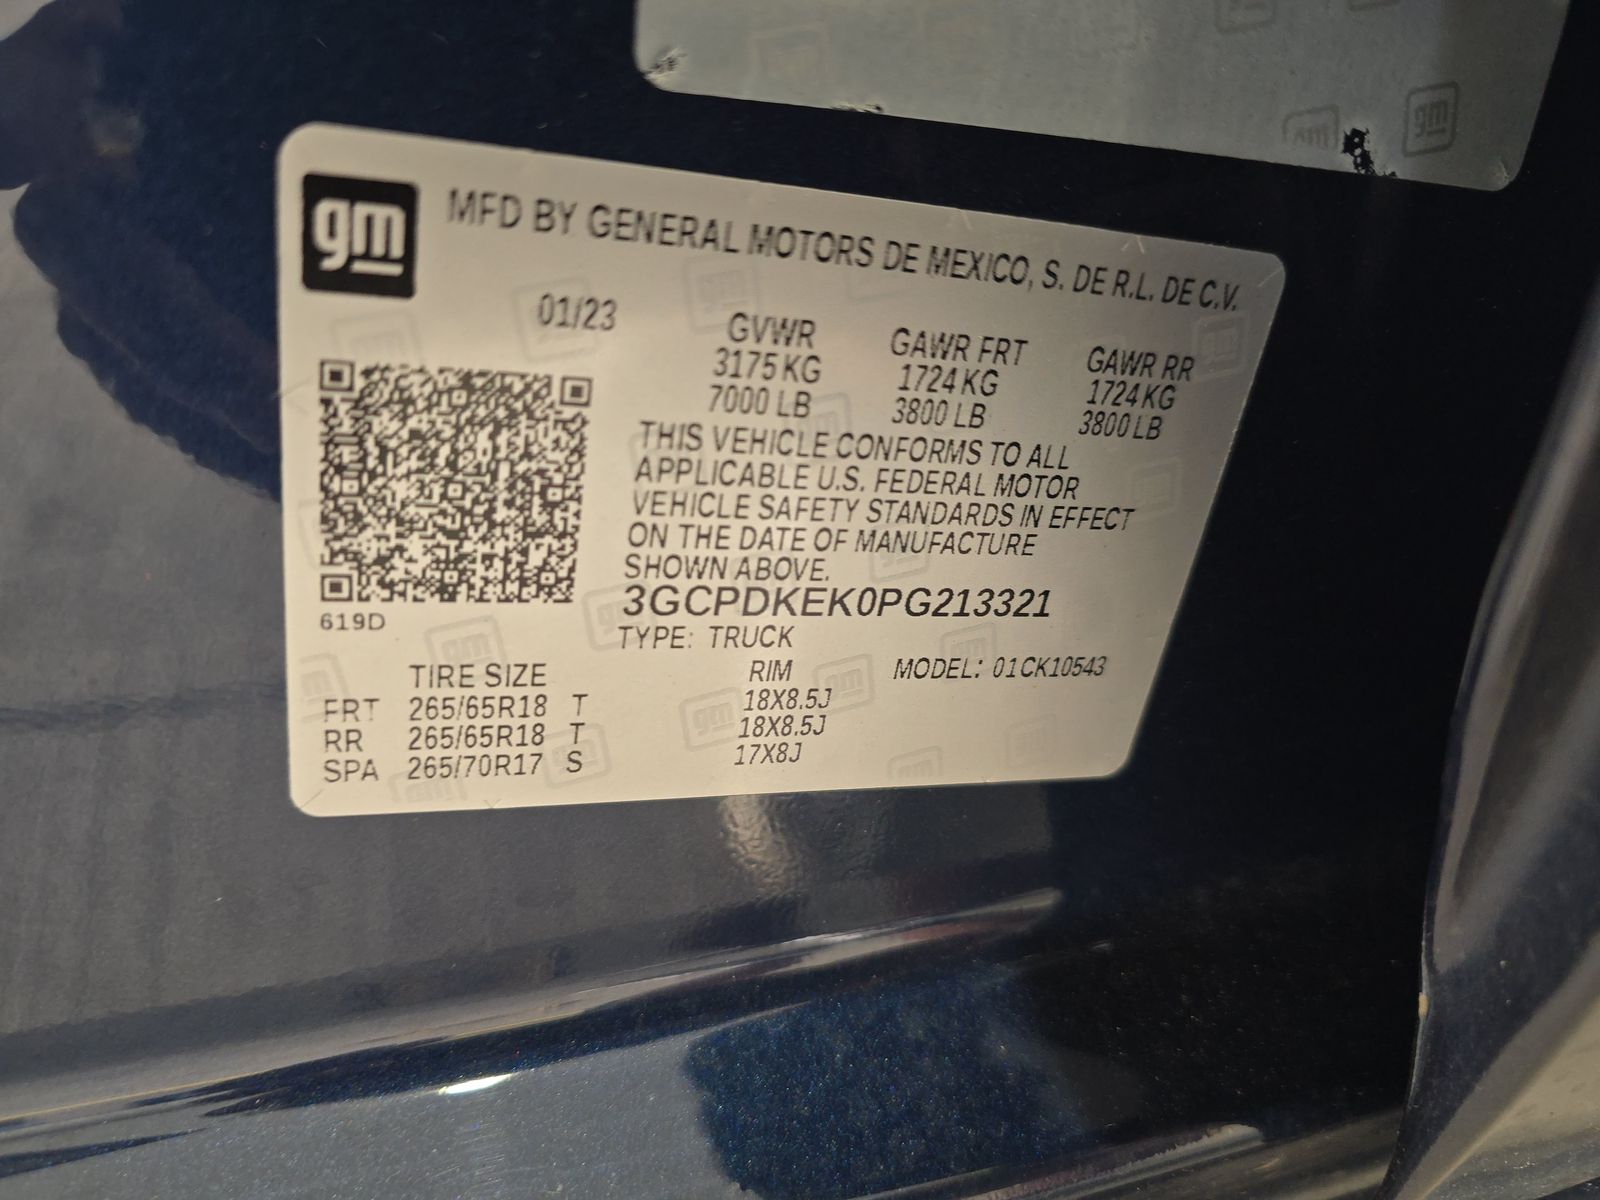 gm
MFD BY GENERAL MOTORS DE MEXICO, S. DE R.L. DE C.V.
01/23
GVWR GAWR FRT GAWR RR
3175 KG 1724 KG 1724 KG
7000 LB 3800 LB 3800 LB
THIS VEHICLE CONFORMS TO ALL
APPLICABLE U.S. FEDERAL MOTOR
VEHICLE SAFETY STANDARDS IN EFFECT
ON THE DATE OF MANUFACTURE
SHOWN ABOVE.
3GCPDKEK0PG213321
619D
TYPE: TRUCK
TIRE SIZE RIM MODEL: 01CK10543
FRT 265/65R18 T 18X8.5J
RR 265/65R18 T 18X8.5J
SPA 265/70R17 S 17X8J